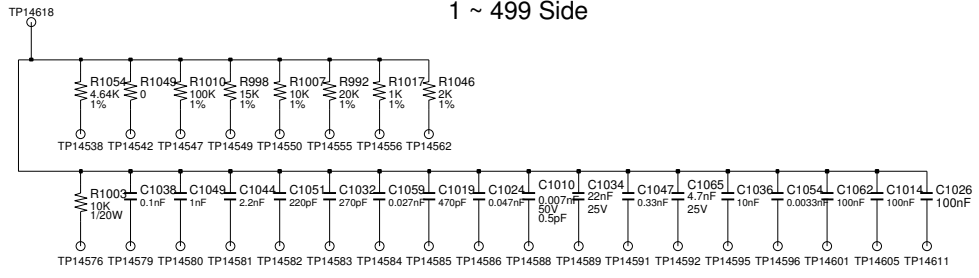 1 ~ 499 Side
TP14618
R1054 R1049 R1010 R998 R1007 R992 R1017 R1046
4.64K 0 100K 15K 10K 20K 1K 2K
1% 1% 1% 1% 1% 1% 1%
TP14538 TP14542 TP14547 TP14549 TP14550 TP14555 TP14556 TP14562
R1003 C1038 C1049 C1044 C1051 C1032 C1059 C1019 C1024 C1010 C1034 C1047 C1065 C1036 C1054 C1062 C1014 C1026
10K 0.1nF 1nF 2.2nF 220pF 270pF 0.027nF 470pF 0.047nF 0.007nF 22nF 0.33nF 4.7nF 10nF 0.0033nF 100nF 100nF 100nF
1/20W 50V 25V 25V
0.5pF
TP14576 TP14579 TP14580 TP14581 TP14582 TP14583 TP14584 TP14585 TP14586 TP14588 TP14589 TP14591 TP14592 TP14595 TP14596 TP14601 TP14605 TP14611